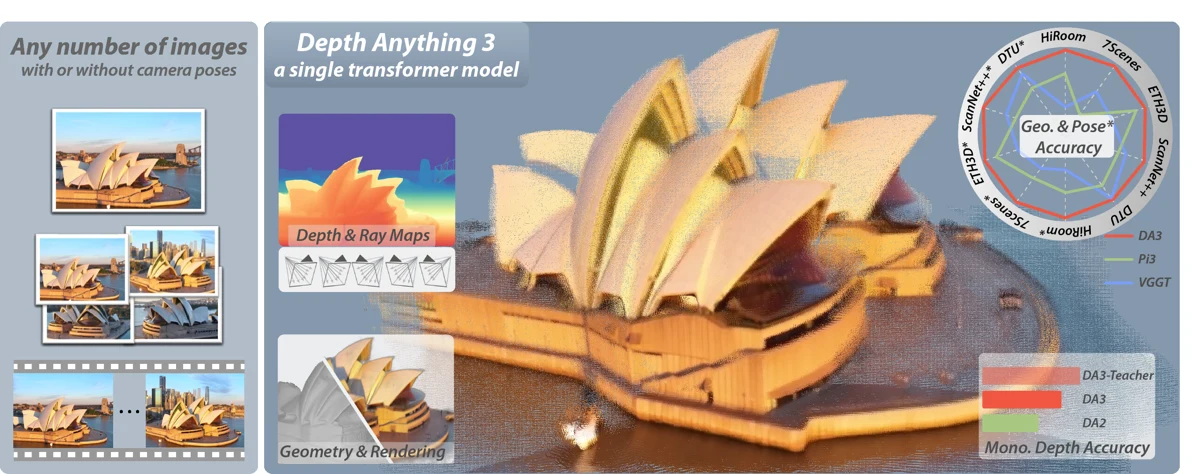 Any number of images
with or without camera poses
Depth Anything 3
a single transformer model
Depth & Ray Maps
Geometry & Rendering
HiRoom
7Scenes
ETH3D
ScanNet++
DTU
HiRoom*
7Scenes*
ETH3D*
ScanNet++*
DTU*
Geo. & Pose*
Accuracy
DA3
Pi3
VGGT
DA3-Teacher
DA3
DA2
Mono. Depth Accuracy